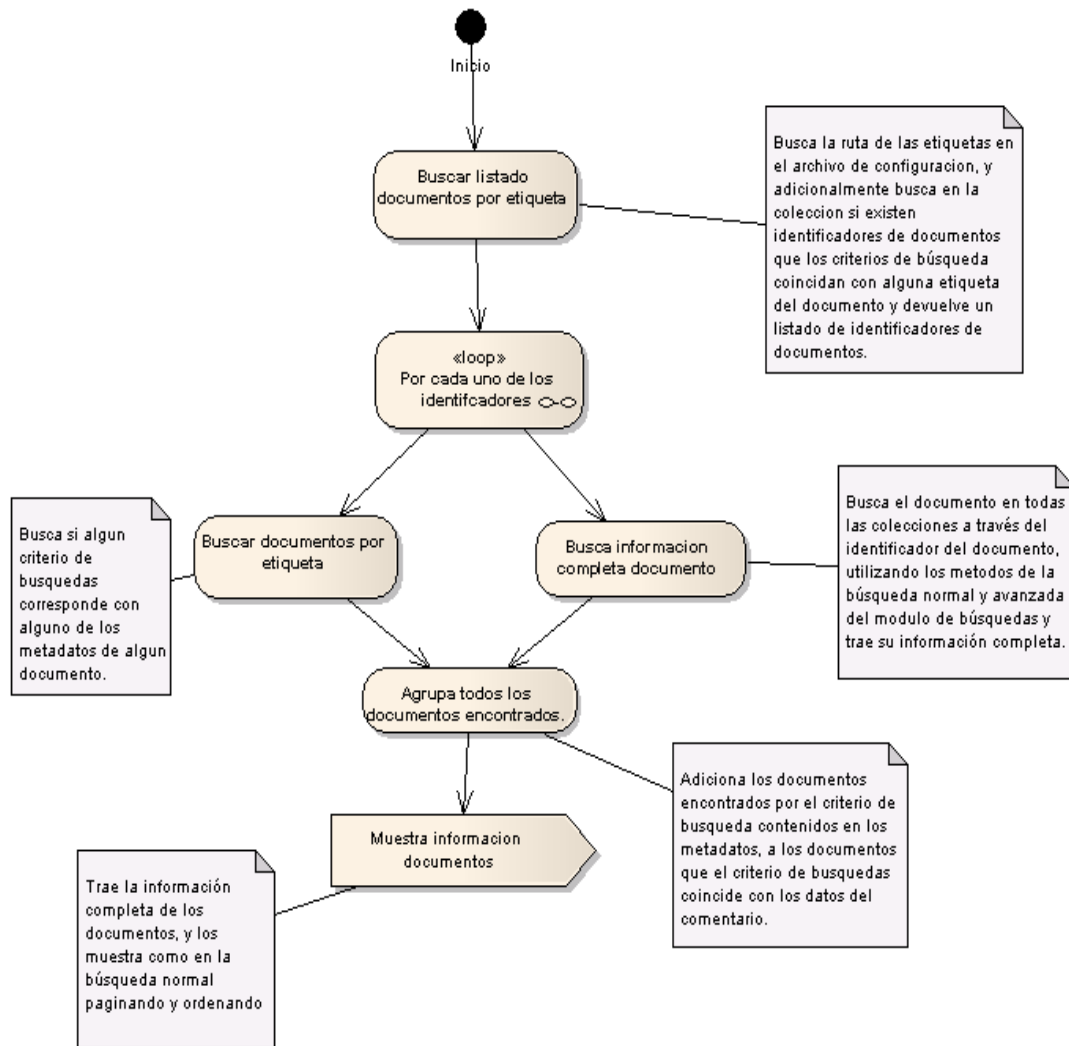 Inicio
Buscar listado
documentos por etiqueta
Busca la ruta de las etiquetas en
el archivo de configuracion, y
adicionalmente busca en la
coleccion si existen
identificadores de documentos
que los criterios de búsqueda
coincidan con alguna etiqueta
del documento y devuelve un
listado de identificadores de
documentos.
«loop»
Por cada uno de los
identifcadores
Busca si algun
criterio de
busquedas
corresponde con
alguno de los
metadatos de algun
documento.
Buscar documentos por
etiqueta
Busca informacion
completa documento
Busca el documento en todas
las colecciones a través del
identificador del documento,
utilizando los metodos de la
búsqueda normal y avanzada
del modulo de búsquedas y
trae su información completa.
Agrupa todos los
documentos encontrados.
Adiciona los documentos
encontrados por el criterio de
busqueda contenidos en los
metadatos, a los documentos
que el criterio de busquedas
coincide con los datos del
comentario.
Muestra informacion
documentos
Trae la información
completa de los
documentos, y los
muestra como en la
búsqueda normal
paginando y ordenando